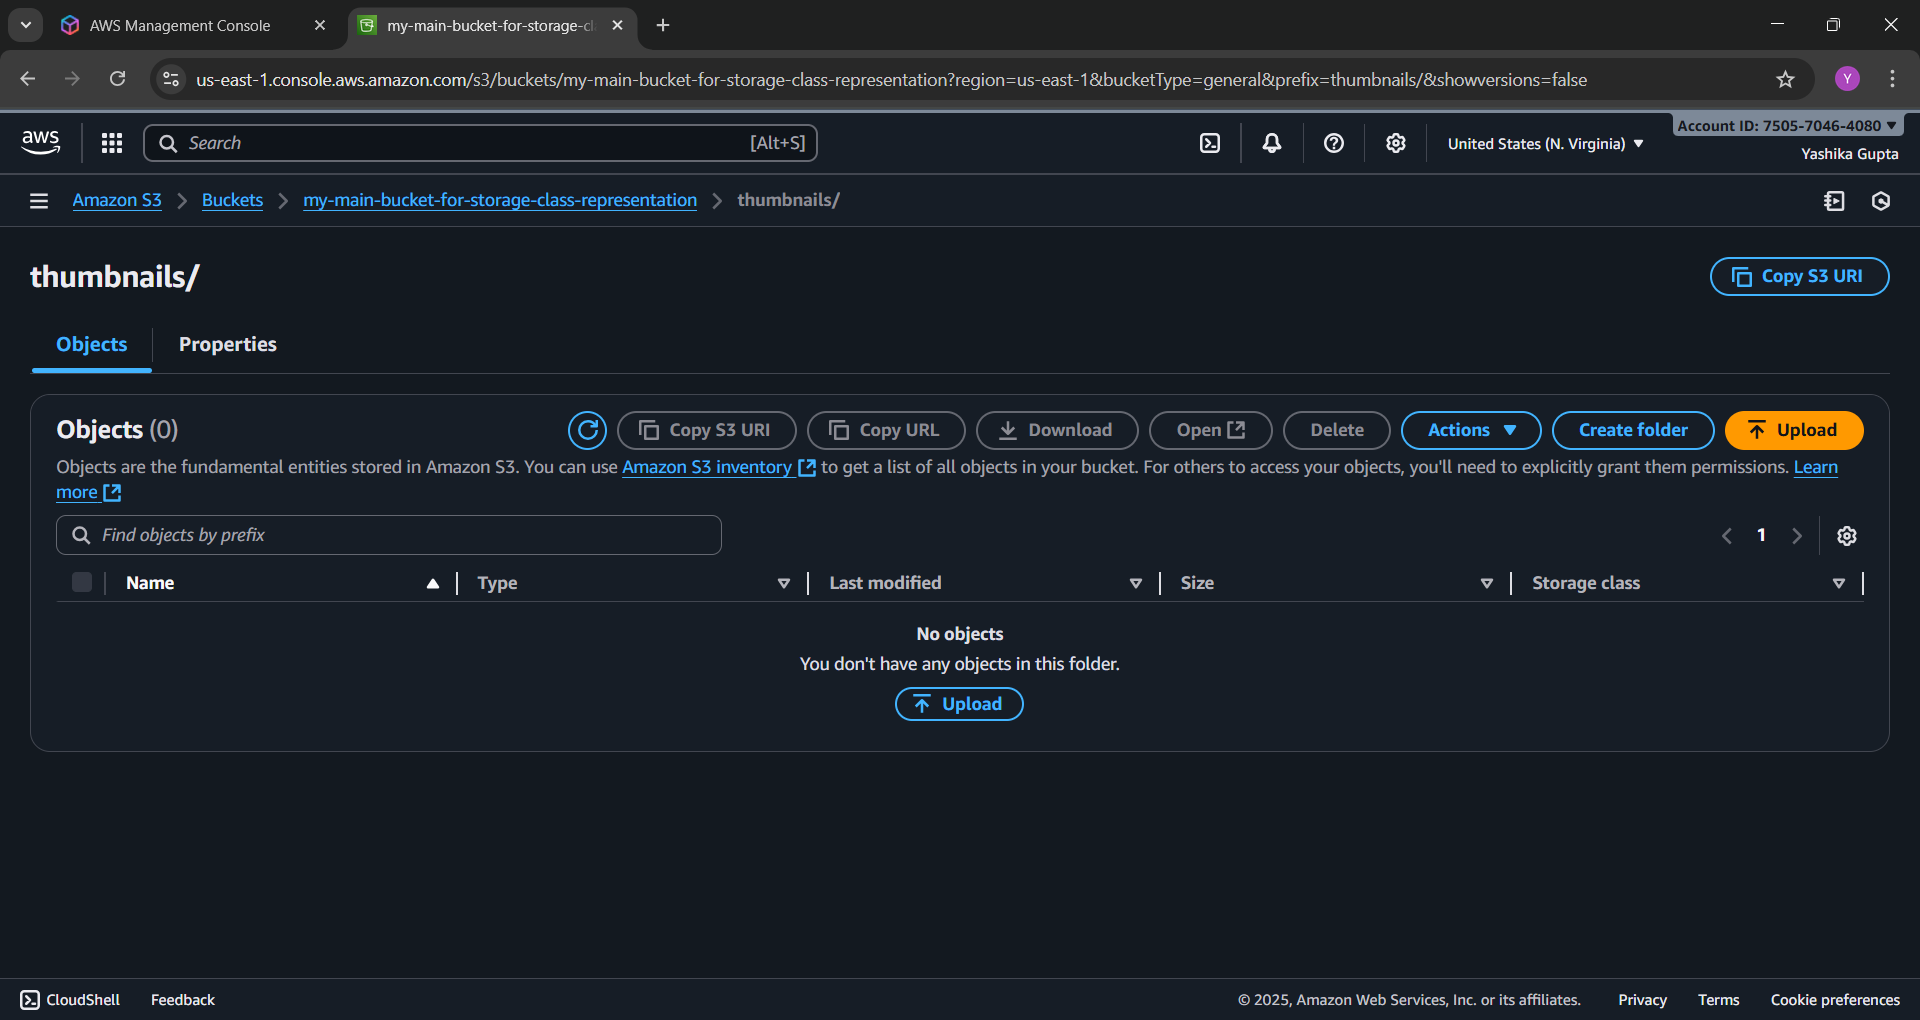 AWS Management Console
my-main-bucket-for-storage-cl
us-east-1.console.aws.amazon.com/s3/buckets/my-main-bucket-for-storage-class-representation?region=us-east-1&bucketType=general&prefix=thumbnails/&showversions=false
Y
aws
Search
[Alt+S]
United States (N. Virginia)
Account ID: 7505-7046-4080
Yashika Gupta
Amazon S3
Buckets
my-main-bucket-for-storage-class-representation
thumbnails/
thumbnails/
Copy S3 URI
Objects
Properties
Objects (0)
Copy S3 URI
Copy URL
Download
Open
Delete
Actions
Create folder
Upload
Objects are the fundamental entities stored in Amazon S3. You can use Amazon S3 inventory to get a list of all objects in your bucket. For others to access your objects, you'll need to explicitly grant them permissions. Learn
more
Find objects by prefix
1
Name
Type
Last modified
Size
Storage class
No objects
You don't have any objects in this folder.
Upload
CloudShell
Feedback
© 2025, Amazon Web Services, Inc. or its affiliates.
Privacy
Terms
Cookie preferences